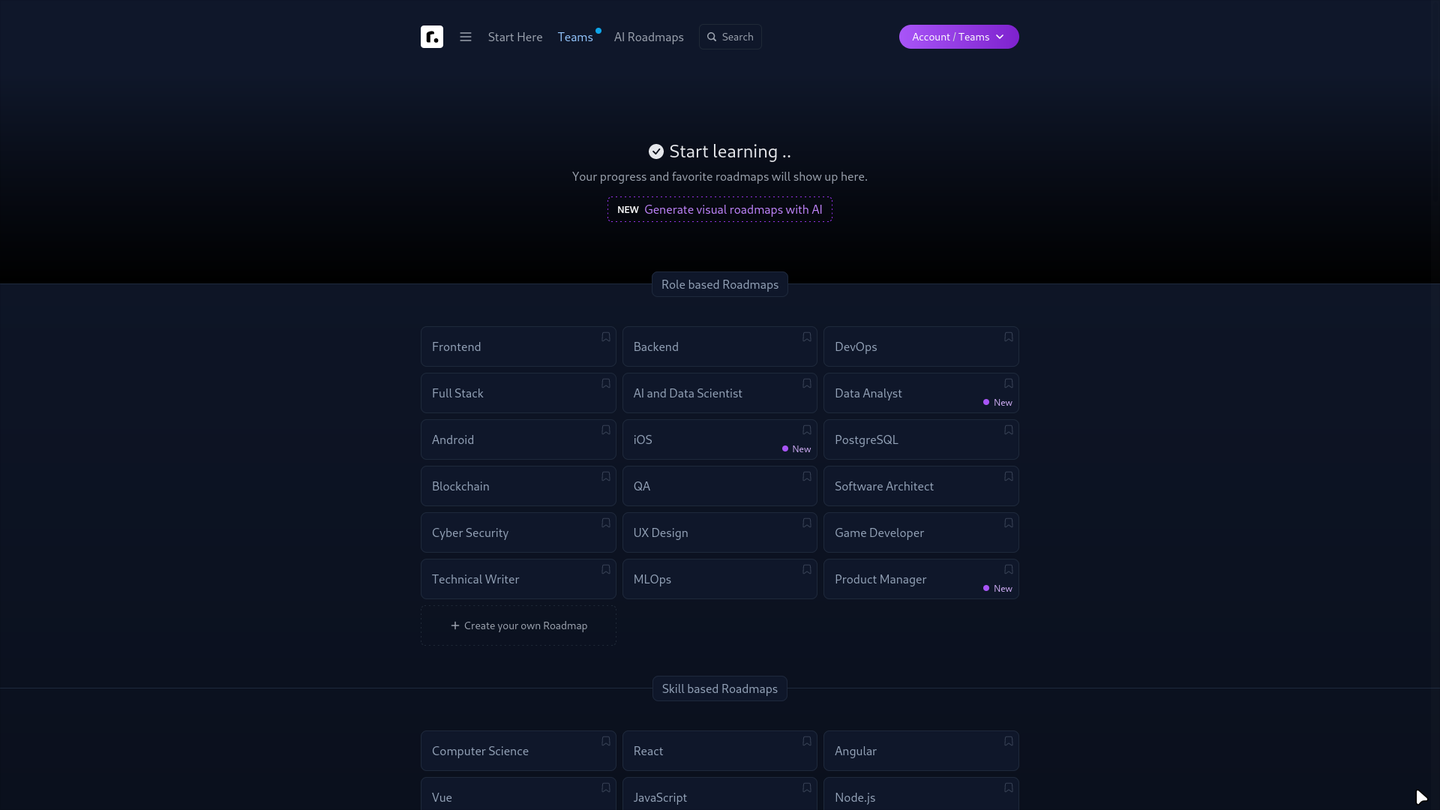 r.
Start Here
Teams
AI Roadmaps
Search
Account / Teams
Start learning ..
Your progress and favorite roadmaps will show up here.
NEW Generate visual roadmaps with AI
Role based Roadmaps
Frontend
Backend
DevOps
Full Stack
AI and Data Scientist
Data Analyst
New
Android
iOS
New
PostgreSQL
Blockchain
QA
Software Architect
Cyber Security
UX Design
Game Developer
Technical Writer
MLOps
Product Manager
New
+ Create your own Roadmap
Skill based Roadmaps
Computer Science
React
Angular
Vue
JavaScript
Node.js